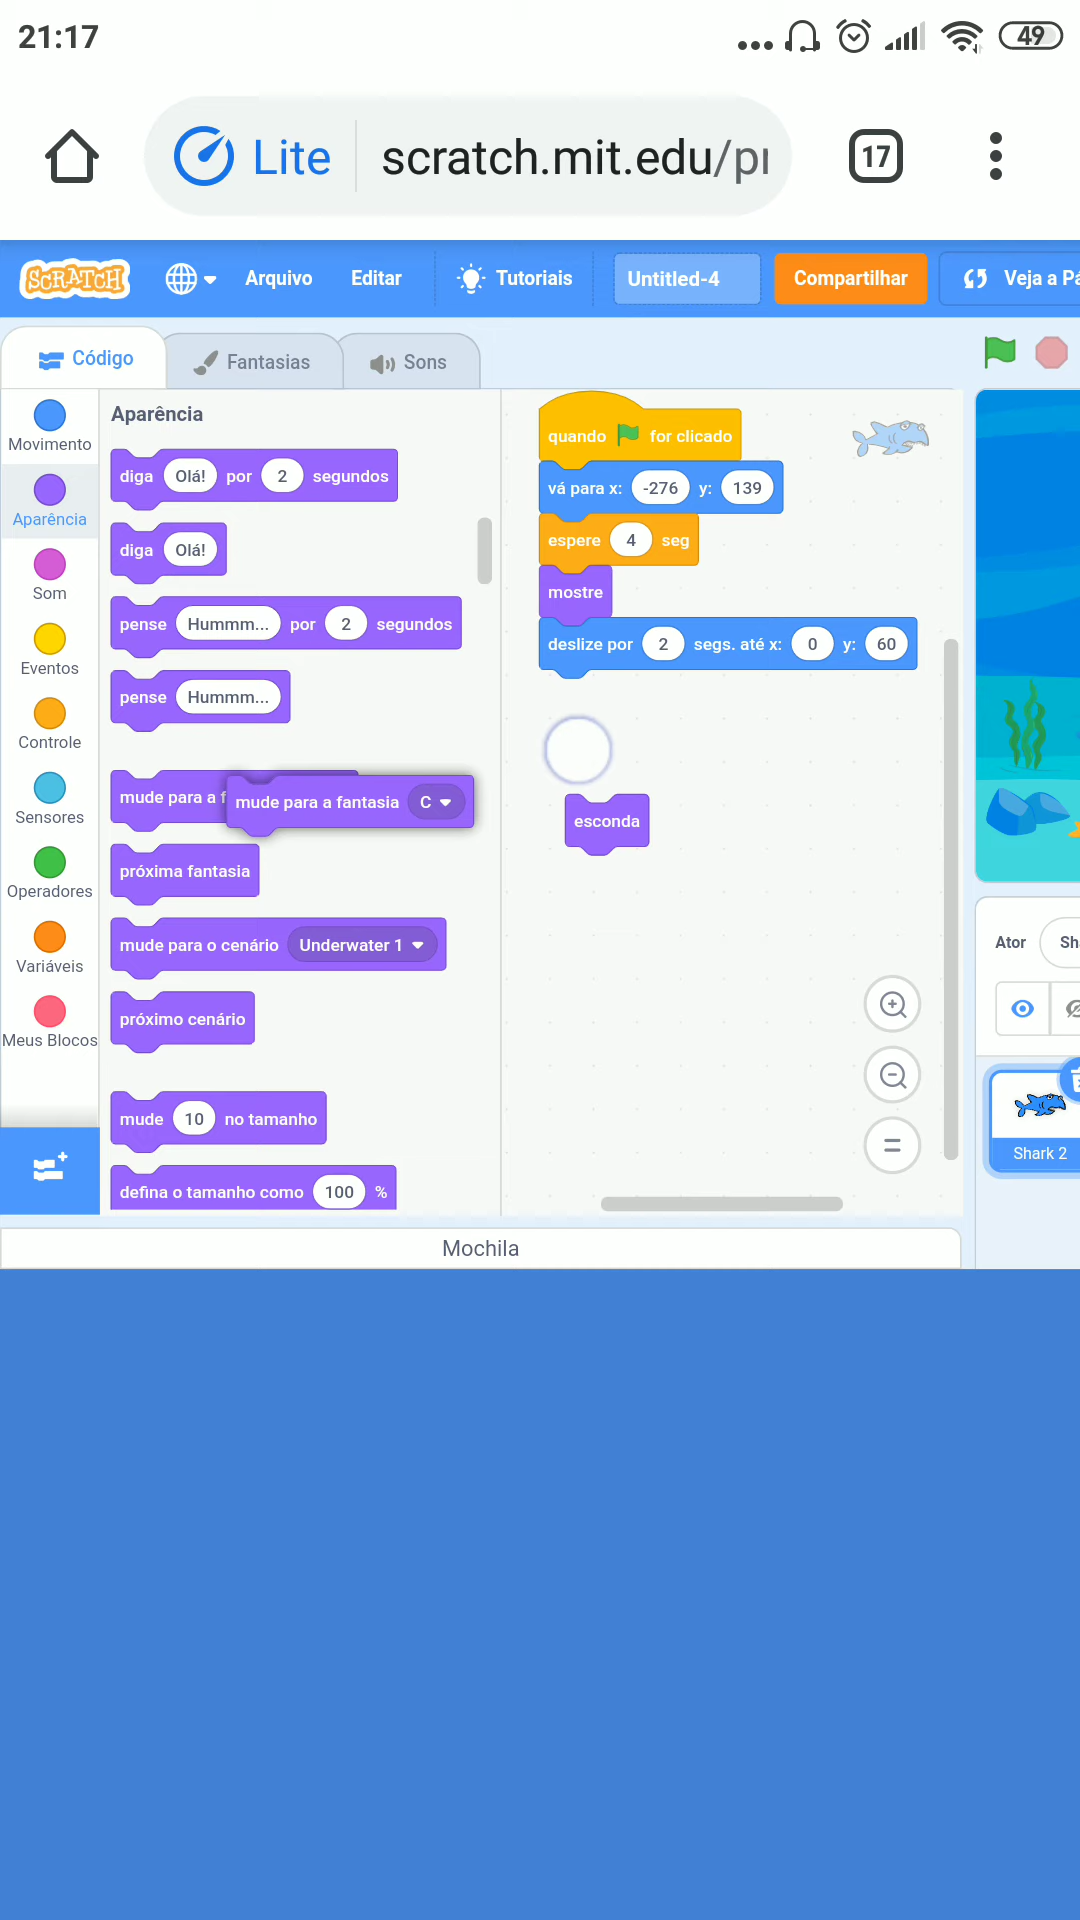 21:17
49
Lite
scratch.mit.edu/pr
17
SCRATCH
Arquivo
Editar
Tutoriais
Untitled-4
Compartilhar
Veja a Pá
Código
Fantasias
Sons
Movimento
Aparência
Som
Eventos
Controle
Sensores
Operadores
Variáveis
Meus Blocos
Aparência
diga Olá! por 2 segundos
diga Olá!
pense Hummm... por 2 segundos
pense Hummm...
mude para a f
mude para a fantasia C
próxima fantasia
mude para o cenário Underwater 1
próximo cenário
mude 10 no tamanho
defina o tamanho como 100 %
quando for clicado
vá para x: -276 y: 139
espere 4 seg
mostre
deslize por 2 segs. até x: 0 y: 60
esconda
Ator
Sh
Shark 2
Mochila